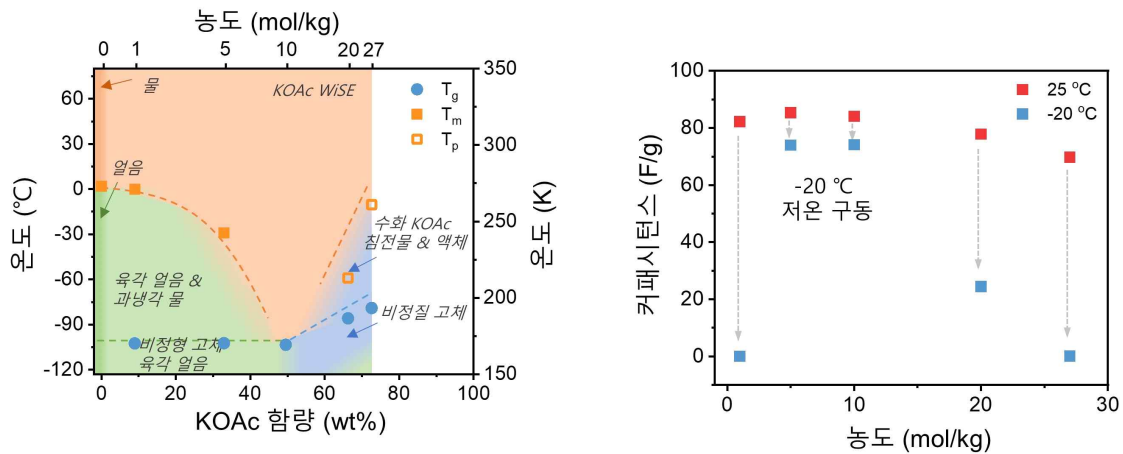 농도 (mol/kg)
0 1 5 10 20 27
온도 (℃)
60
30
0
-30
-60
-90
-120
물
KOAc WiSE
Tg
Tm
Tp
얼음
수화 KOAc
침전물 & 액체
육각 얼음 &
과냉각 물
비정질 고체
비정형 고체
육각 얼음
350
300
250
200
150
온도 (K)
0 20 40 60 80 100
KOAc 함량 (wt%)
커패시턴스 (F/g)
100
80
60
40
20
0
25 ℃
-20 ℃
-20 ℃
저온 구동
0 10 20 30
농도 (mol/kg)